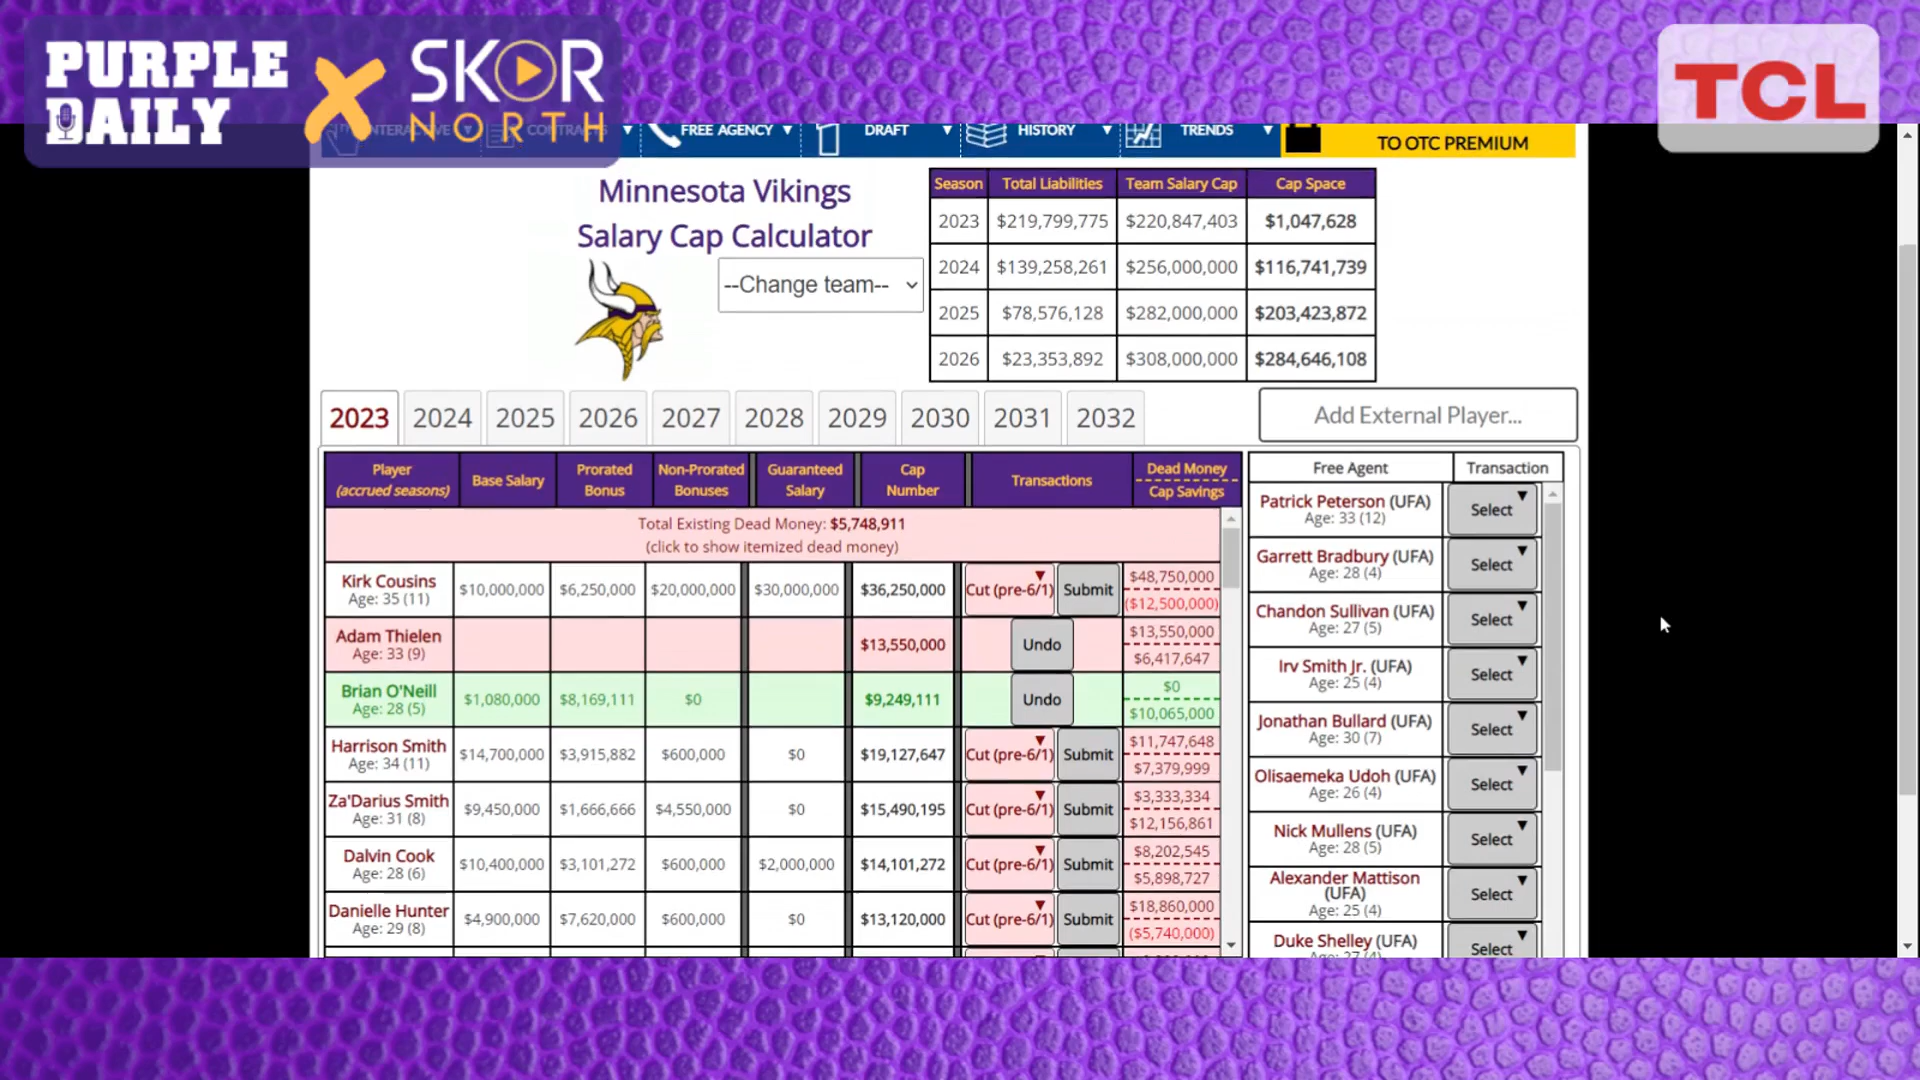 PURPLE DAILY
SKOR NORTH
TCL
INTERACTIVE
CONTRACTS
FREE AGENCY
DRAFT
HISTORY
TRENDS
TO OTC PREMIUM
Minnesota Vikings
Salary Cap Calculator
--Change team--
Season Total Liabilities Team Salary Cap Cap Space
2023 $219,799,775 $220,847,403 $1,047,628
2024 $139,258,261 $256,000,000 $116,741,739
2025 $78,576,128 $282,000,000 $203,423,872
2026 $23,353,892 $308,000,000 $284,646,108
2023 2024 2025 2026 2027 2028 2029 2030 2031 2032
Add External Player...
Player (accrued seasons) Base Salary Prorated Bonus Non-Prorated Bonuses Guaranteed Salary Cap Number Transactions Dead Money Cap Savings
Total Existing Dead Money: $5,748,911
(click to show itemized dead money)
Kirk Cousins Age: 35 (11) $10,000,000 $6,250,000 $20,000,000 $30,000,000 $36,250,000 Cut (pre-6/1) Submit $48,750,000 ($12,500,000)
Adam Thielen Age: 33 (9) $13,550,000 Undo $13,550,000 $6,417,647
Brian O'Neill Age: 28 (5) $1,080,000 $8,169,111 $0 $9,249,111 Undo $0 $10,065,000
Harrison Smith Age: 34 (11) $14,700,000 $3,915,882 $600,000 $0 $19,127,647 Cut (pre-6/1) Submit $11,747,648 $7,379,999
Za'Darius Smith Age: 31 (8) $9,450,000 $1,666,666 $4,550,000 $0 $15,490,195 Cut (pre-6/1) Submit $3,333,334 $12,156,861
Dalvin Cook Age: 28 (6) $10,400,000 $3,101,272 $600,000 $2,000,000 $14,101,272 Cut (pre-6/1) Submit $8,202,545 $5,898,727
Danielle Hunter Age: 29 (8) $4,900,000 $7,620,000 $600,000 $0 $13,120,000 Cut (pre-6/1) Submit $18,860,000 ($5,740,000)
Free Agent Transaction
Patrick Peterson (UFA) Age: 33 (12) Select
Garrett Bradbury (UFA) Age: 28 (4) Select
Chandon Sullivan (UFA) Age: 27 (5) Select
Irv Smith Jr. (UFA) Age: 25 (4) Select
Jonathan Bullard (UFA) Age: 30 (7) Select
Olisaemeka Udoh (UFA) Age: 26 (4) Select
Nick Mullens (UFA) Age: 28 (5) Select
Alexander Mattison (UFA) Age: 25 (4) Select
Duke Shelley (UFA) Select